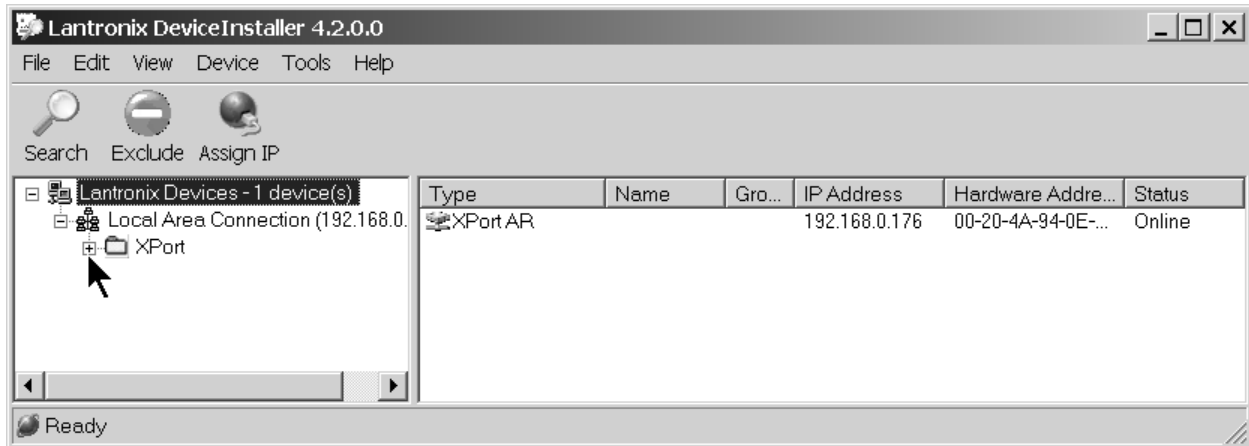 Lantronix DeviceInstaller 4.2.0.0
File Edit View Device Tools Help
Search Exclude Assign IP
Lantronix Devices - 1 device(s)
Local Area Connection (192.168.0.
XPort
Type Name Gro... IP Address Hardware Addre... Status
XPort AR 192.168.0.176 00-20-4A-94-0E-... Online
Ready